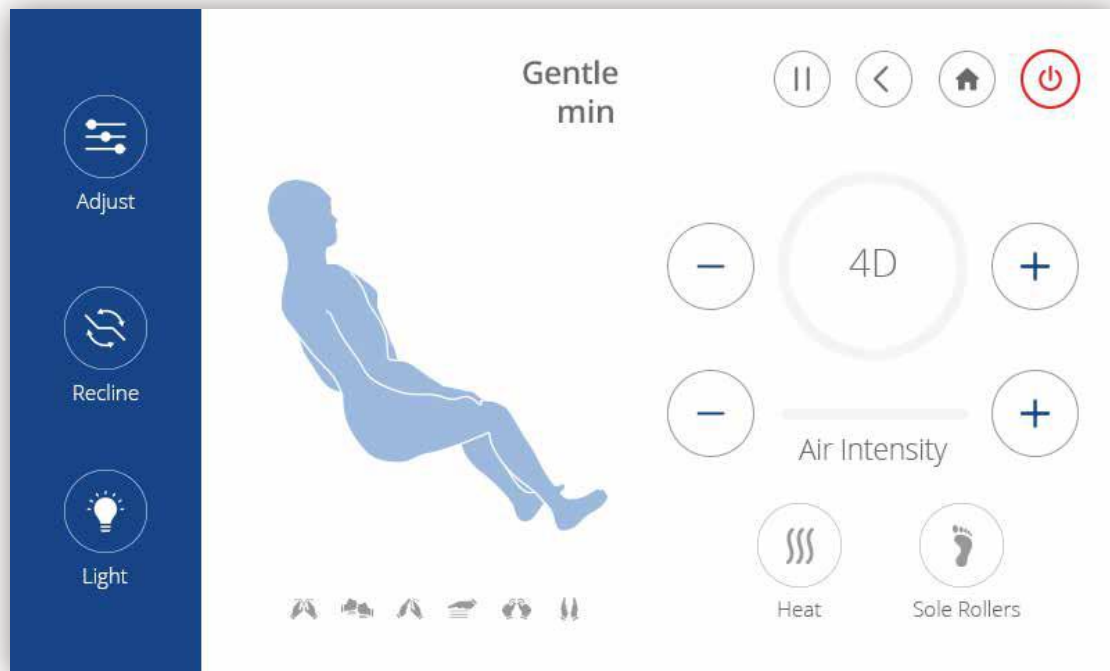 Gentle
min
Adjust
Recline
Light
4D
Air Intensity
Heat
Sole Rollers